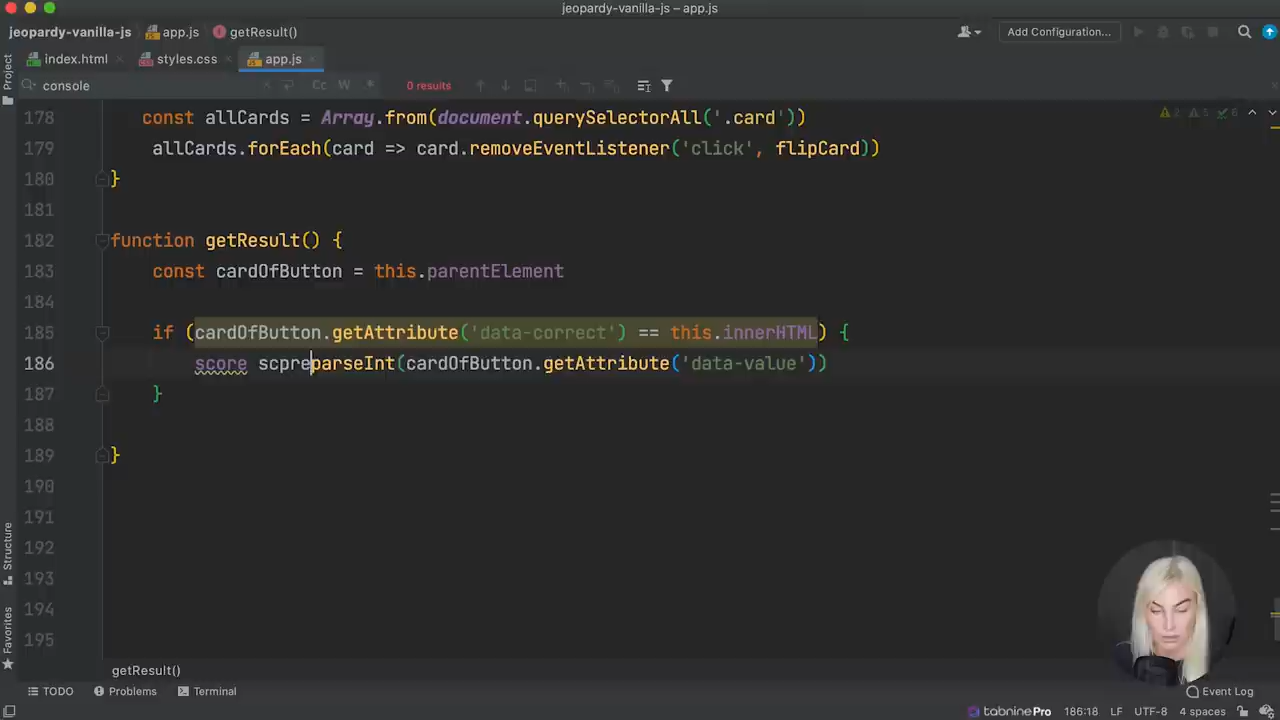 jeopardy-vanilla-js – app.js
jeopardy-vanilla-js app.js getResult() Add Configuration...
index.html styles.css app.js
console Cc W .* 0 results
178 const allCards = Array.from(document.querySelectorAll('.card'))
179 allCards.forEach(card => card.removeEventListener('click', flipCard))
180 }
181
182 function getResult() {
183 const cardOfButton = this.parentElement
184
185 if (cardOfButton.getAttribute('data-correct') == this.innerHTML) {
186 score scpreparseInt(cardOfButton.getAttribute('data-value'))
187 }
188
189 }
190
191
192
193
194
195
Project
Structure
Favorites
getResult()
TODO Problems Terminal Event Log
tabninePro 186:18 LF UTF-8 4 spaces